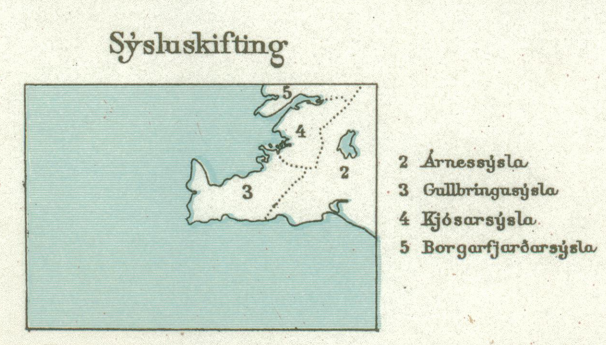 Sýsluskifting
5
4
2
3
2 Árnessýsla
3 Gullbringusýsla
4 Kjósarsýsla
5 Borgarfjarðarsýsla